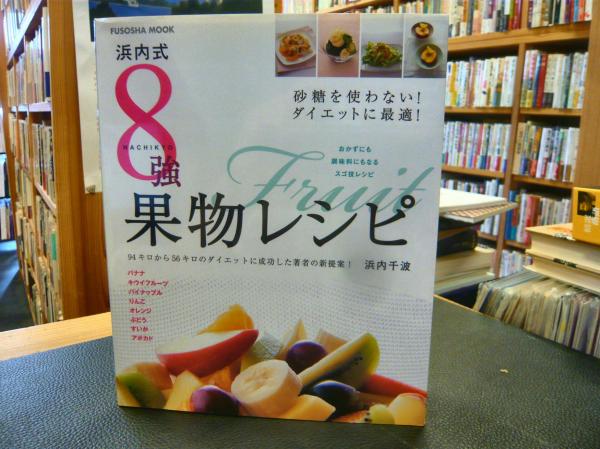 FUSOSHA MOOK
浜内式
8
HACHIKYO
強
砂糖を使わない!
ダイエットに最適!
おかずにも
調味料にもなる
スゴ技レシピ
Fruit
果物レシピ
94キロから56キロのダイエットに成功した著者の新提案! 浜内千波
バナナ
キウイフルーツ
パイナップル
りんご
オレンジ
ぶどう
すいか
アボカド